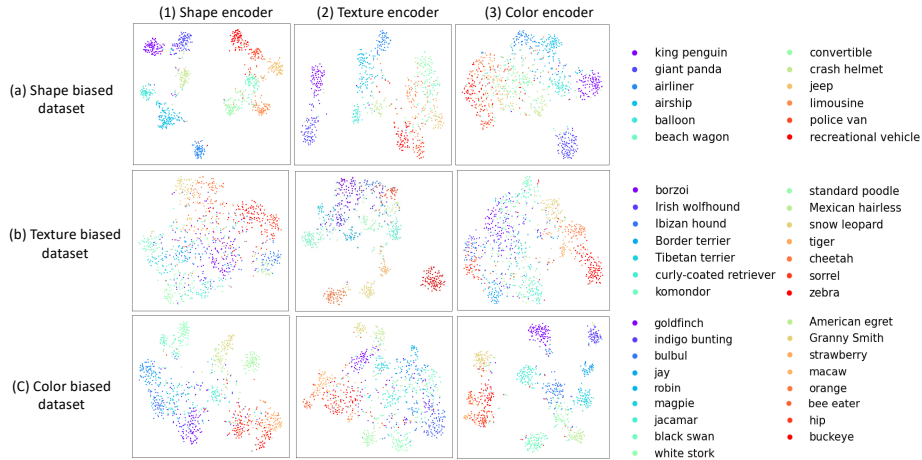 (1) Shape encoder
(2) Texture encoder
(3) Color encoder
(a) Shape biased
dataset
king penguin
giant panda
airliner
airship
balloon
beach wagon
convertible
crash helmet
jeep
limousine
police van
recreational vehicle
(b) Texture biased
dataset
borzoi
Irish wolfhound
Ibizan hound
Border terrier
Tibetan terrier
curly-coated retriever
komondor
standard poodle
Mexican hairless
snow leopard
tiger
cheetah
sorrel
zebra
(C) Color biased
dataset
goldfinch
indigo bunting
bulbul
jay
robin
magpie
jacamar
black swan
white stork
American egret
Granny Smith
strawberry
macaw
orange
bee eater
hip
buckeye